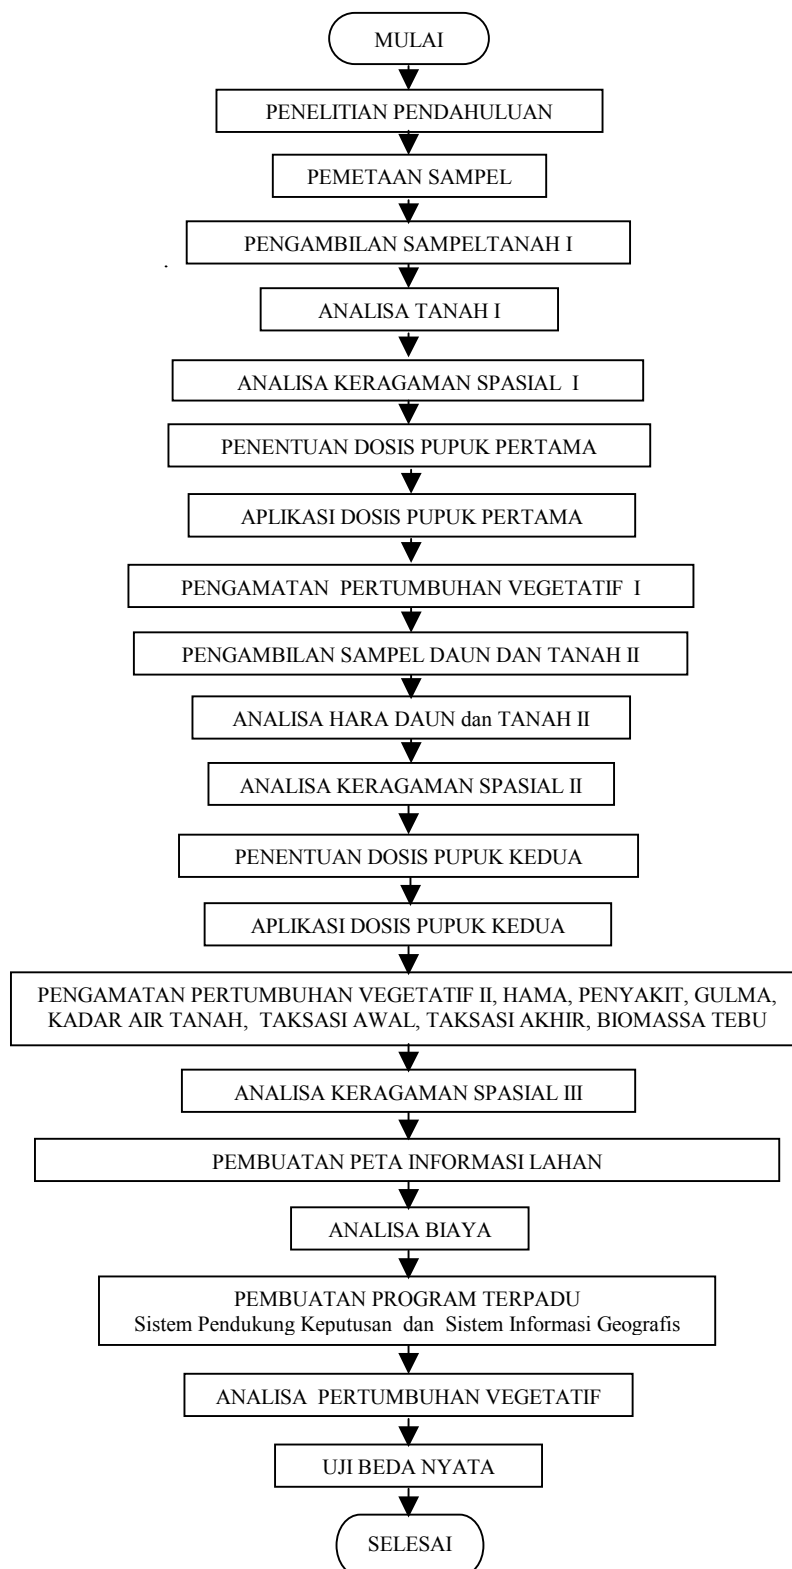 MULAI
PENELITIAN PENDAHULUAN
PEMETAAN SAMPEL
PENGAMBILAN SAMPELTANAH I
ANALISA TANAH I
ANALISA KERAGAMAN SPASIAL I
PENENTUAN DOSIS PUPUK PERTAMA
APLIKASI DOSIS PUPUK PERTAMA
PENGAMATAN PERTUMBUHAN VEGETATIF I
PENGAMBILAN SAMPEL DAUN DAN TANAH II
ANALISA HARA DAUN dan TANAH II
ANALISA KERAGAMAN SPASIAL II
PENENTUAN DOSIS PUPUK KEDUA
APLIKASI DOSIS PUPUK KEDUA
PENGAMATAN PERTUMBUHAN VEGETATIF II, HAMA, PENYAKIT, GULMA,
KADAR AIR TANAH, TAKSASI AWAL, TAKSASI AKHIR, BIOMASSA TEBU
ANALISA KERAGAMAN SPASIAL III
PEMBUATAN PETA INFORMASI LAHAN
ANALISA BIAYA
PEMBUATAN PROGRAM TERPADU
Sistem Pendukung Keputusan dan Sistem Informasi Geografis
ANALISA PERTUMBUHAN VEGETATIF
UJI BEDA NYATA
SELESAI